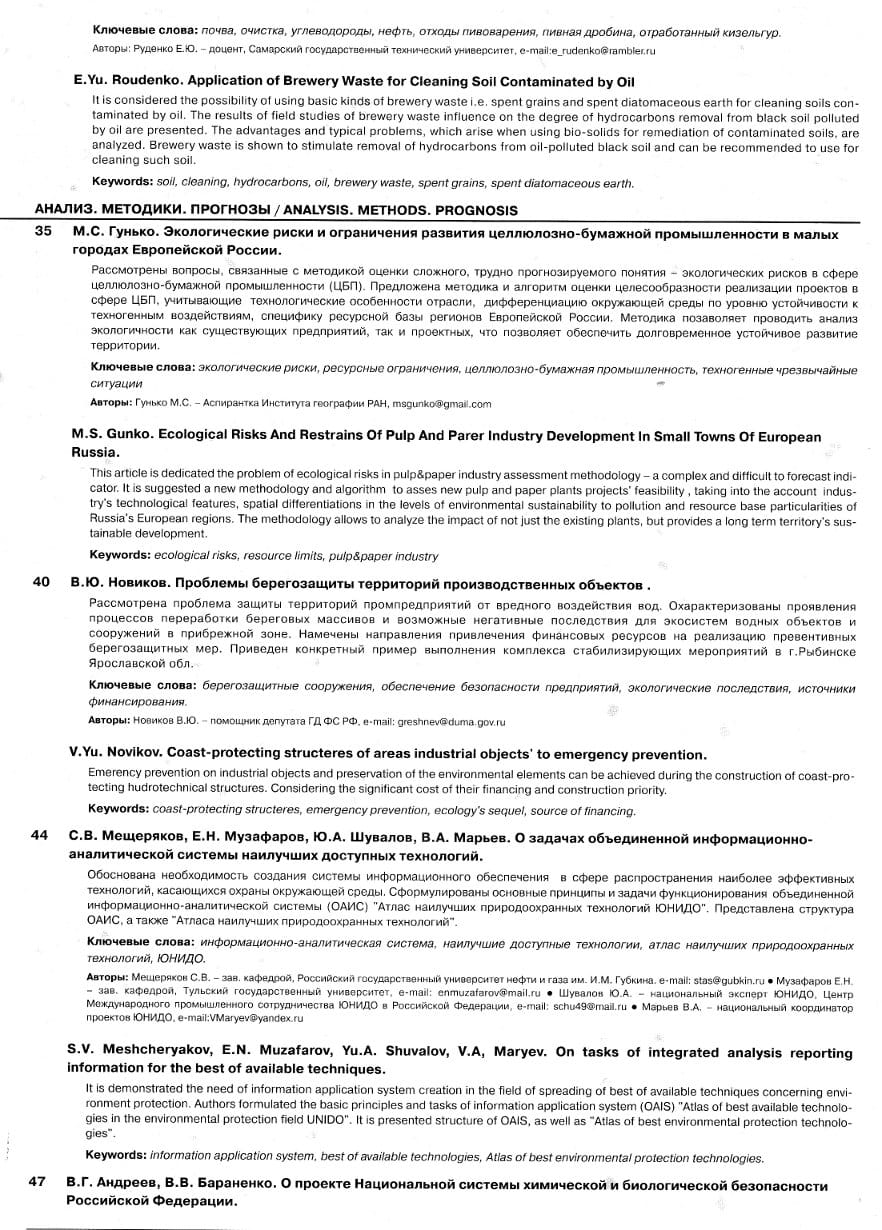 Ключевые слова: почва, очистка, углеводороды, нефть, отходы пивоварения, пивная дробина, отработанный кизельгур.
Авторы: Руденко Е.Ю. – доцент, Самарский государственный технический университет, e-mail:e_rudenko@rambler.ru
E.Yu. Roudenko. Application of Brewery Waste for Cleaning Soil Contaminated by Oil
It is considered the possibility of using basic kinds of brewery waste i.e. spent grains and spent diatomaceous earth for cleaning soils con-
taminated by oil. The results of field studies of brewery waste influence on the degree of hydrocarbons removal from black soil polluted
by oil are presented. The advantages and typical problems, which arise when using bio-solids for remediation of contaminated soils, are
analyzed. Brewery waste is shown to stimulate removal of hydrocarbons from oil-polluted black soil and can be recommended to use for
cleaning such soil.
Keywords: soil, cleaning, hydrocarbons, oil, brewery waste, spent grains, spent diatomaceous earth.
АНАЛИЗ. МЕТОДИКИ. ПРОГНОЗЫ / ANALYSIS. METHODS. PROGNOSIS
35 М.С. Гунько. Экологические риски и ограничения развития целлюлозно-бумажной промышленности в малых
городах Европейской России.
Рассмотрены вопросы, связанные с методикой оценки сложного, трудно прогнозируемого понятия – экологических рисков в сфере
целлюлозно-бумажной промышленности (ЦБП). Предложена методика и алгоритм оценки целесообразности реализации проектов в
сфере ЦБП, учитывающие технологические особенности отрасли, дифференциацию окружающей среды по уровню устойчивости к
техногенным воздействиям, специфику ресурсной базы регионов Европейской России. Методика позаволяет проводить анализ
экологичности как существующих предприятий, так и проектных, что позволяет обеспечить долговременное устойчивое развитие
территории.
Ключевые слова: экологические риски, ресурсные ограничения, целлюлозно-бумажная промышленность, техногенные чрезвычайные
ситуации
Авторы: Гунько М.С. – Аспирантка Института географии РАН, msgunko@gmail.com
M.S. Gunko. Ecological Risks And Restrains Of Pulp And Parer Industry Development In Small Towns Of European
Russia.
This article is dedicated the problem of ecological risks in pulp&paper industry assessment methodology – a complex and difficult to forecast indi-
cator. It is suggested a new methodology and algorithm to asses new pulp and paper plants projects' feasibility , taking into the account indus-
try's technological features, spatial differentiations in the levels of environmental sustainability to pollution and resource base particularities of
Russia's European regions. The methodology allows to analyze the impact of not just the existing plants, but provides a long term territory's sus-
tainable development.
Keywords: ecological risks, resource limits, pulp&paper industry
40 В.Ю. Новиков. Проблемы берегозащиты территорий производственных объектов .
Рассмотрена проблема защиты территорий промпредприятий от вредного воздействия вод. Охарактеризованы проявления
процессов переработки береговых массивов и возможные негативные последствия для экосистем водных объектов и
сооружений в прибрежной зоне. Намечены направления привлечения финансовых ресурсов на реализацию превентивных
берегозащитных мер. Приведен конкретный пример выполнения комплекса стабилизирующих мероприятий в г.Рыбинске
Ярославской обл.
Ключевые слова: берегозащитные сооружения, обеспечение безопасности предприятий, экологические последствия, источники
финансирования.
Авторы: Новиков В.Ю. – помощник депутата ГД ФС РФ, e-mail: greshnev@duma.gov.ru
V.Yu. Novikov. Coast-protecting structeres of areas industrial objects' to emergency prevention.
Emerency prevention on industrial objects and preservation of the environmental elements can be achieved during the construction of coast-pro-
tecting hudrotechnical structures. Considering the significant cost of their financing and construction priority.
Keywords: coast-protecting structeres, emergency prevention, ecology's sequel, source of financing.
44 С.В. Мещеряков, Е.Н. Музафаров, Ю.А. Шувалов, В.А. Марьев. О задачах объединенной информационно-
аналитической системы наилучших доступных технологий.
Обоснована необходимость создания системы информационного обеспечения в сфере распространения наиболее эффективных
технологий, касающихся охраны окружающей среды. Сформулированы основные принципы и задачи функционирования объединенной
информационно-аналитической системы (ОАИС) "Атлас наилучших природоохранных технологий ЮНИДО". Представлена структура
ОАИС, а также "Атласа наилучших природоохранных технологий".
Ключевые слова: информационно-аналитическая система, наилучшие доступные технологии, атлас наилучших природоохранных
технологий, ЮНИДО.
Авторы: Мещеряков С.В. – зав. кафедрой, Российский государственный университет нефти и газа им. И.М. Губкина. e-mail: stas@gubkin.ru ● Музафаров Е.Н.
– зав. кафедрой, Тульский государственный университет, e-mail: enmuzafarov@mail.ru ● Шувалов Ю.А. – национальный эксперт ЮНИДО, Центр
Международного промышленного сотрудничества ЮНИДО в Российской Федерации, e-mail: schu49@mail.ru ● Марьев В.А. – национальный координатор
проектов ЮНИДО, e-mail:VMaryev@yandex.ru
S.V. Meshcheryakov, E.N. Muzafarov, Yu.A. Shuvalov, V.A, Maryev. On tasks of integrated analysis reporting
information for the best of available techniques.
It is demonstrated the need of information application system creation in the field of spreading of best of available techniques concerning envi-
ronment protection. Authors formulated the basic principles and tasks of information application system (OAIS) "Atlas of best available technolo-
gies in the environmental protection field UNIDO". It is presented structure of OAIS, as well as "Atlas of best environmental protection technolo-
gies".
Keywords: information application system, best of available technologies, Atlas of best environmental protection technologies.
47 В.Г. Андреев, В.В. Бараненко. О проекте Национальной системы химической и биологической безопасности
Российской Федерации.